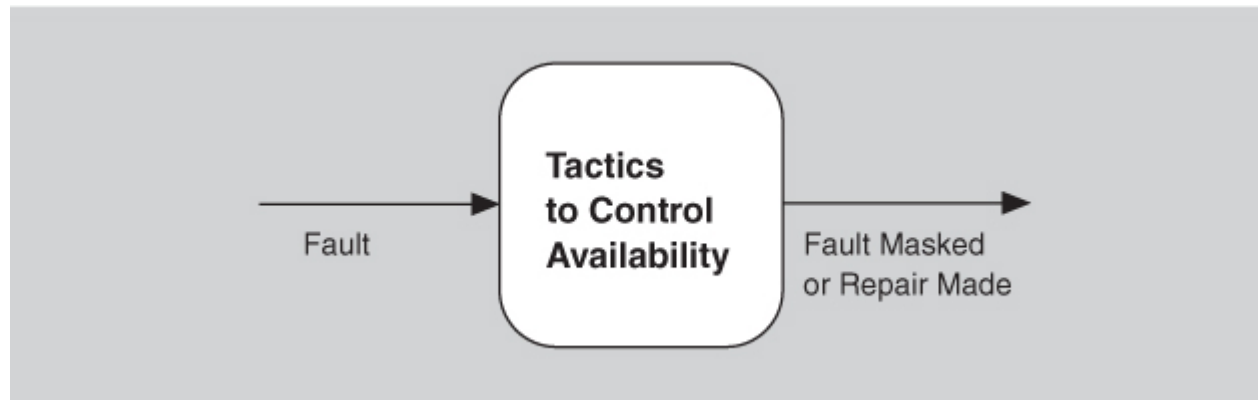 Fault
Tactics
to Control
Availability
Fault Masked
or Repair Made